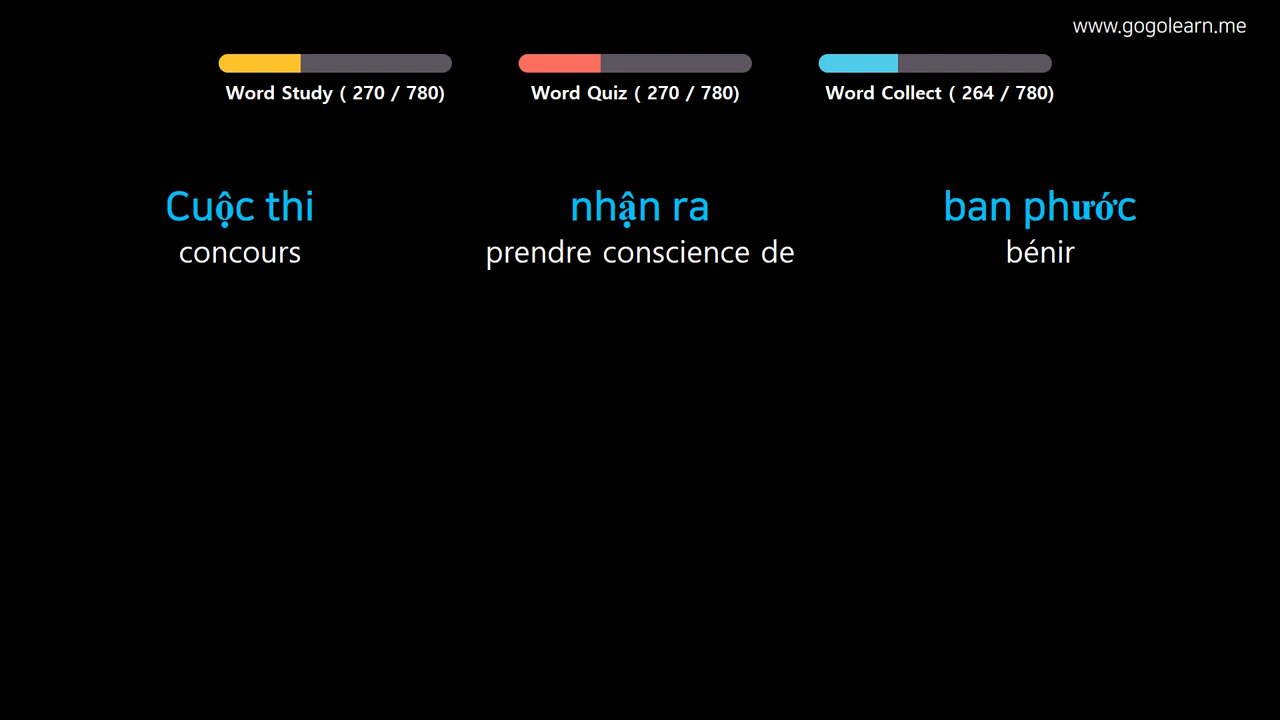 www.gogolearn.me
Word Study ( 270 / 780)
Word Quiz ( 270 / 780)
Word Collect ( 264 / 780)
Cuộc thi
concours
nhận ra
prendre conscience de
ban phước
bénir